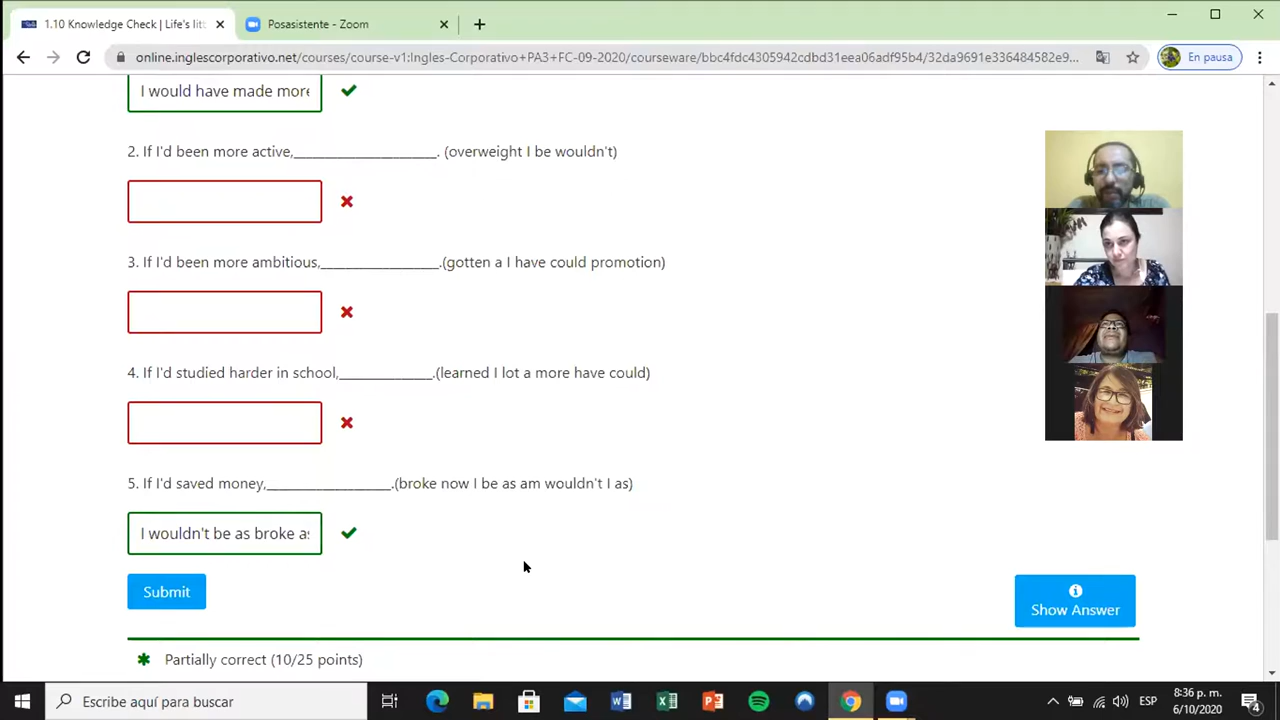 1.10 Knowledge Check | Life's litt
Posasistente - Zoom
online.inglescorporativo.net/courses/course-v1:Ingles-Corporativo+PA3+FC-09-2020/courseware/bbc4fdc4305942cdbd31eea06adf95b4/32da9691e336484582e9...
En pausa
I would have made more
2. If I'd been more active,______________________. (overweight I be wouldn't)
3. If I'd been more ambitious,__________________.(gotten a I have could promotion)
4. If I'd studied harder in school,______________.(learned I lot a more have could)
5. If I'd saved money,___________________.(broke now I be as am wouldn't I as)
I wouldn't be as broke as
Submit
Show Answer
Partially correct (10/25 points)
Escribe aquí para buscar
ESP
8:36 p. m.
6/10/2020
4